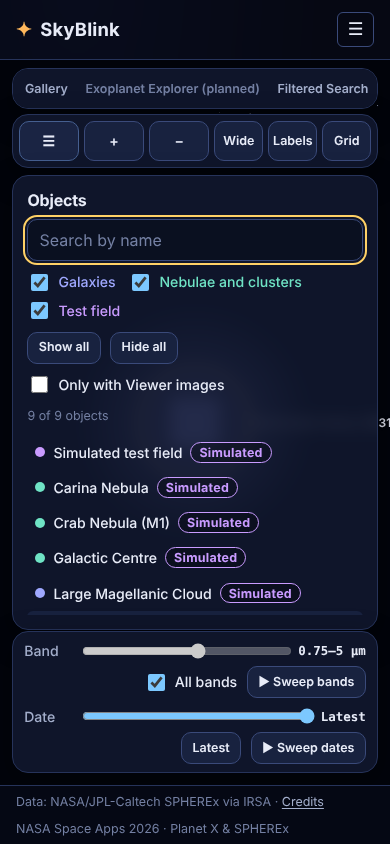 ✦ SkyBlink ☰
Gallery Exoplanet Explorer (planned) Filtered Search
☰ + − Wide Labels Grid
Objects
Search by name
Galaxies Nebulae and clusters
Test field
Show all Hide all
Only with Viewer images
9 of 9 objects
31
Simulated test field Simulated
Carina Nebula Simulated
Crab Nebula (M1) Simulated
Galactic Centre Simulated
Large Magellanic Cloud Simulated
Band 0.75–5 µm
All bands ▶ Sweep bands
Date Latest
Latest ▶ Sweep dates
Data: NASA/JPL-Caltech SPHEREx via IRSA · Credits
NASA Space Apps 2026 · Planet X & SPHEREx